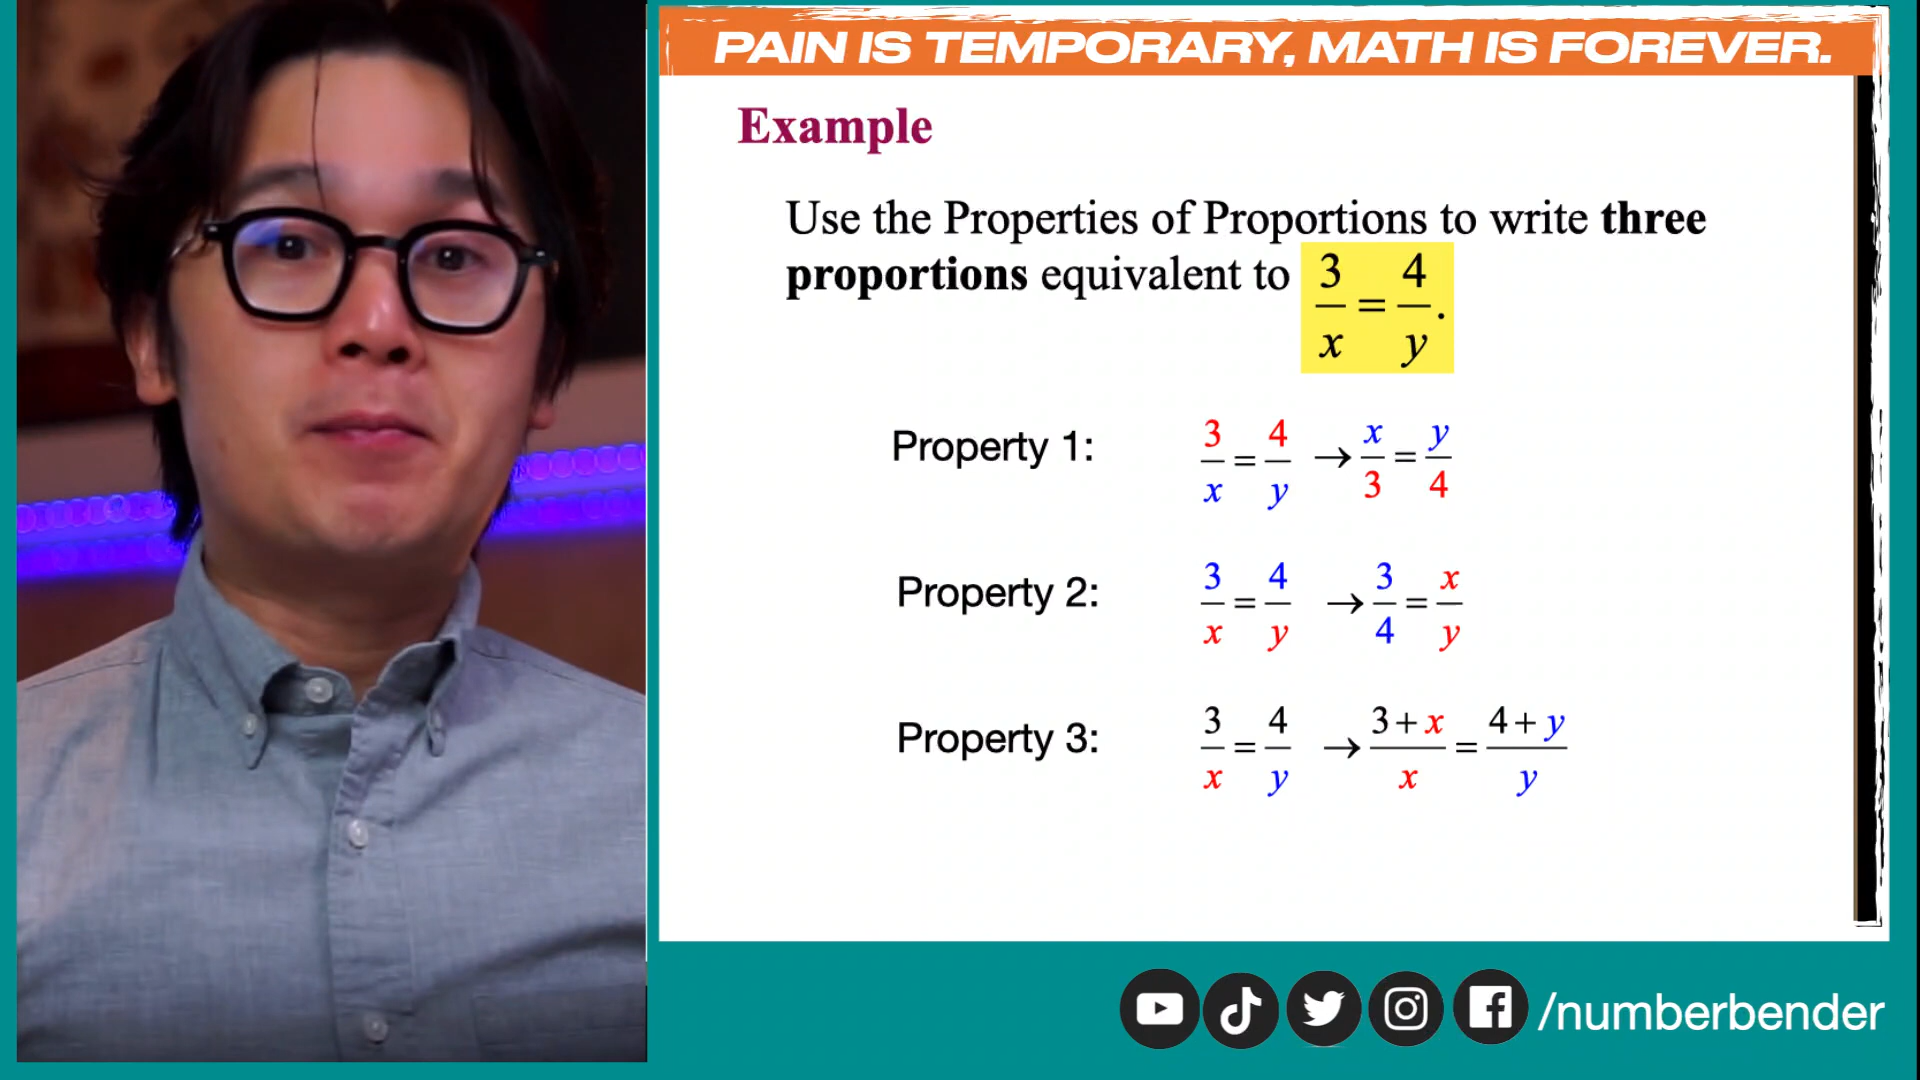 PAIN IS TEMPORARY, MATH IS FOREVER.
Example
Use the Properties of Proportions to write three
proportions equivalent to 3/x = 4/y.
Property 1: 3/x = 4/y → x/3 = y/4
Property 2: 3/x = 4/y → 3/4 = x/y
Property 3: 3/x = 4/y → (3+x)/x = (4+y)/y
/numberbender